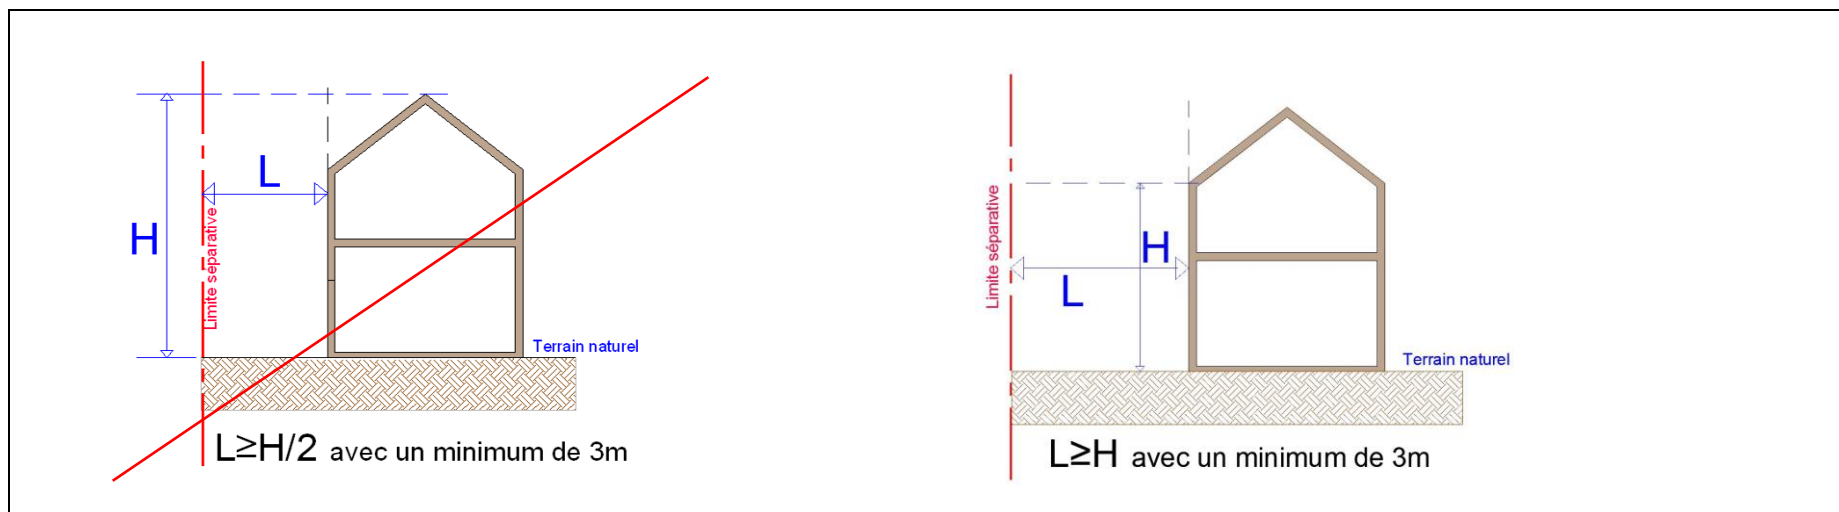 L
H
Limite séparative
Terrain naturel
L≥H/2 avec un minimum de 3m
H
Limite séparative
L
Terrain naturel
L≥H avec un minimum de 3m